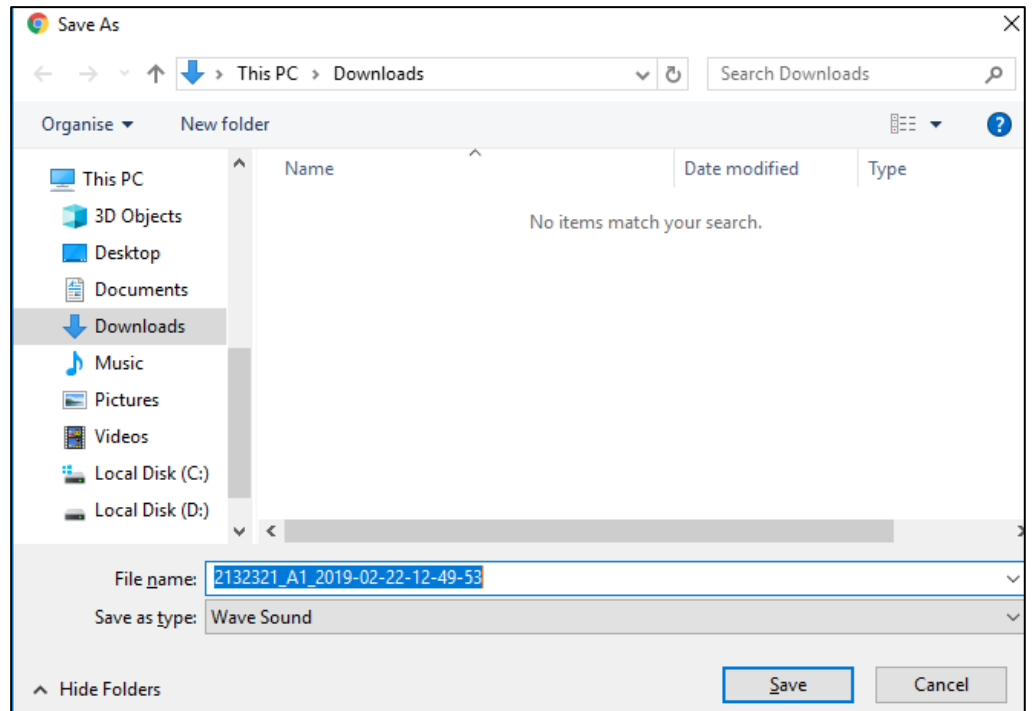 Save As
This PC > Downloads
Search Downloads
Organise
New folder
Name
Date modified
Type
No items match your search.
This PC
3D Objects
Desktop
Documents
Downloads
Music
Pictures
Videos
Local Disk (C:)
Local Disk (D:)
File name: 2132321_A1_2019-02-22-12-49-53
Save as type: Wave Sound
Hide Folders
Save
Cancel